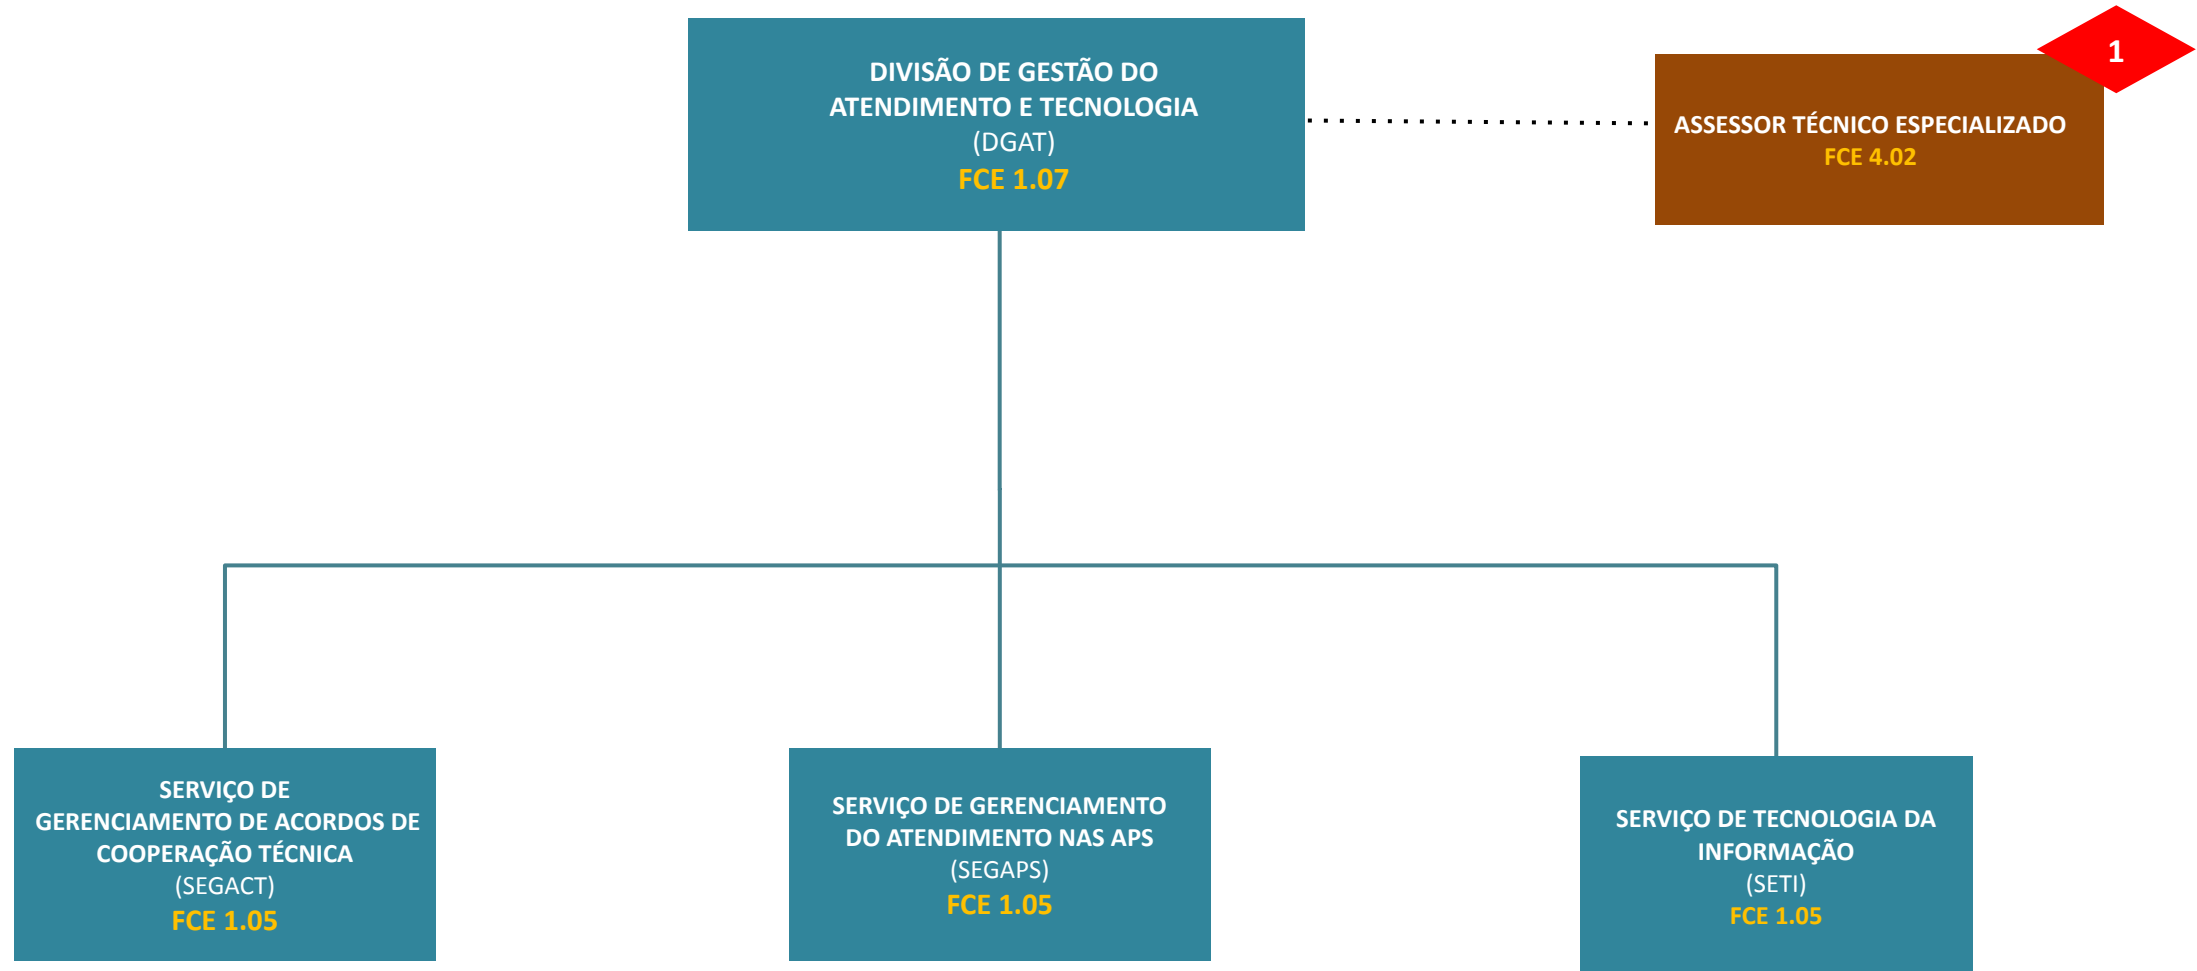 DIVISÃO DE GESTÃO DO
ATENDIMENTO E TECNOLOGIA
(DGAT)
FCE 1.07
1
ASSESSOR TÉCNICO ESPECIALIZADO
FCE 4.02
SERVIÇO DE
GERENCIAMENTO DE ACORDOS DE
COOPERAÇÃO TÉCNICA
(SEGACT)
FCE 1.05
SERVIÇO DE GERENCIAMENTO
DO ATENDIMENTO NAS APS
(SEGAPS)
FCE 1.05
SERVIÇO DE TECNOLOGIA DA
INFORMAÇÃO
(SETI)
FCE 1.05